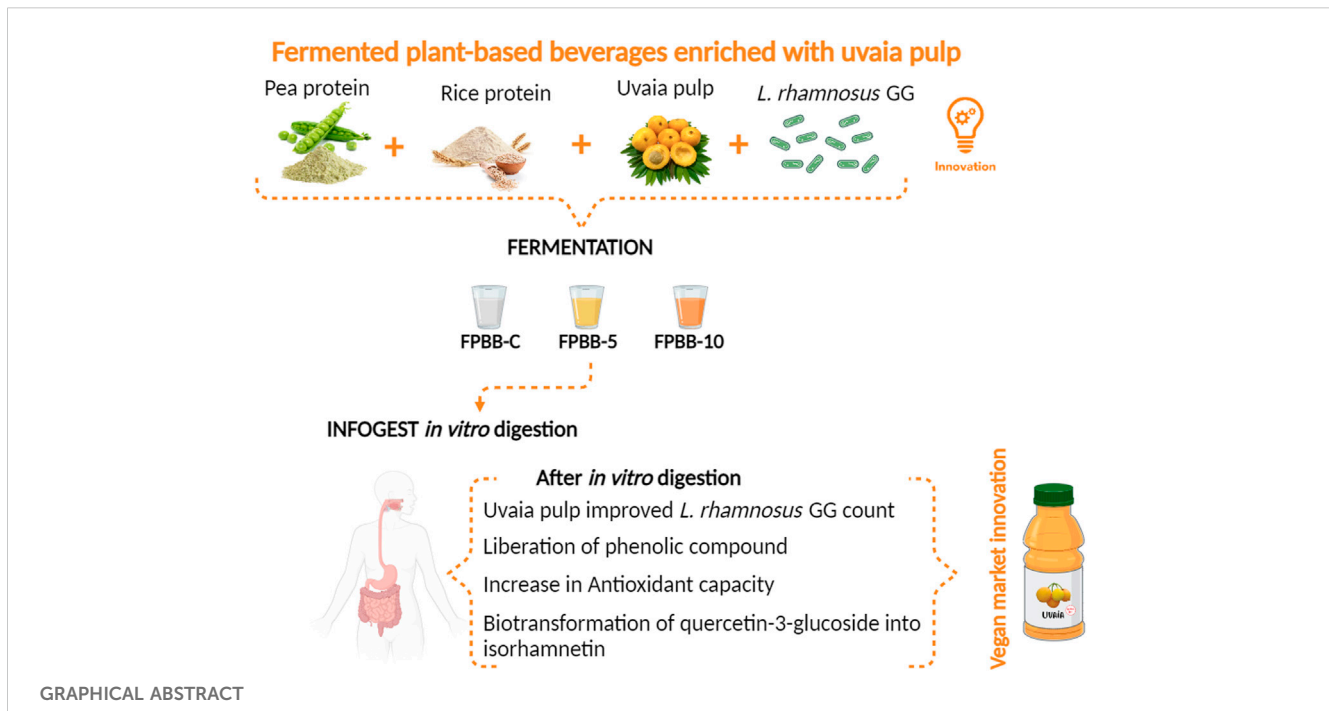 Fermented plant-based beverages enriched with uvaia pulp
Pea protein
Rice protein
Uvaia pulp
L. rhamnosus GG
+
+
+
Innovation
FERMENTATION
FPBB-C
FPBB-5
FPBB-10
INFOGEST in vitro digestion
After in vitro digestion
Uvaia pulp improved L. rhamnosus GG count
Liberation of phenolic compound
Increase in Antioxidant capacity
Biotransformation of quercetin-3-glucoside into
isorhamnetin
Vegan market innovation
UVAÍA
GRAPHICAL ABSTRACT